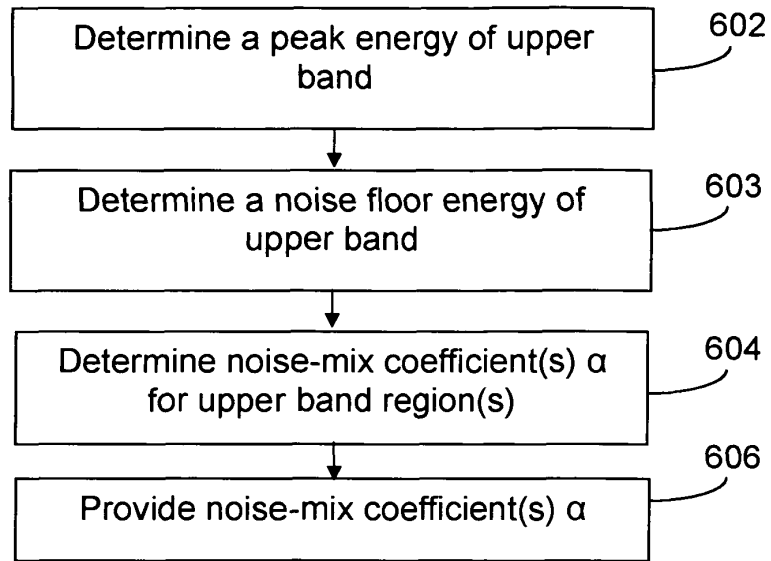 Determine a peak energy of upper
band
602
Determine a noise floor energy of
upper band
603
Determine noise-mix coefficient(s) α
for upper band region(s)
604
Provide noise-mix coefficient(s) α
606